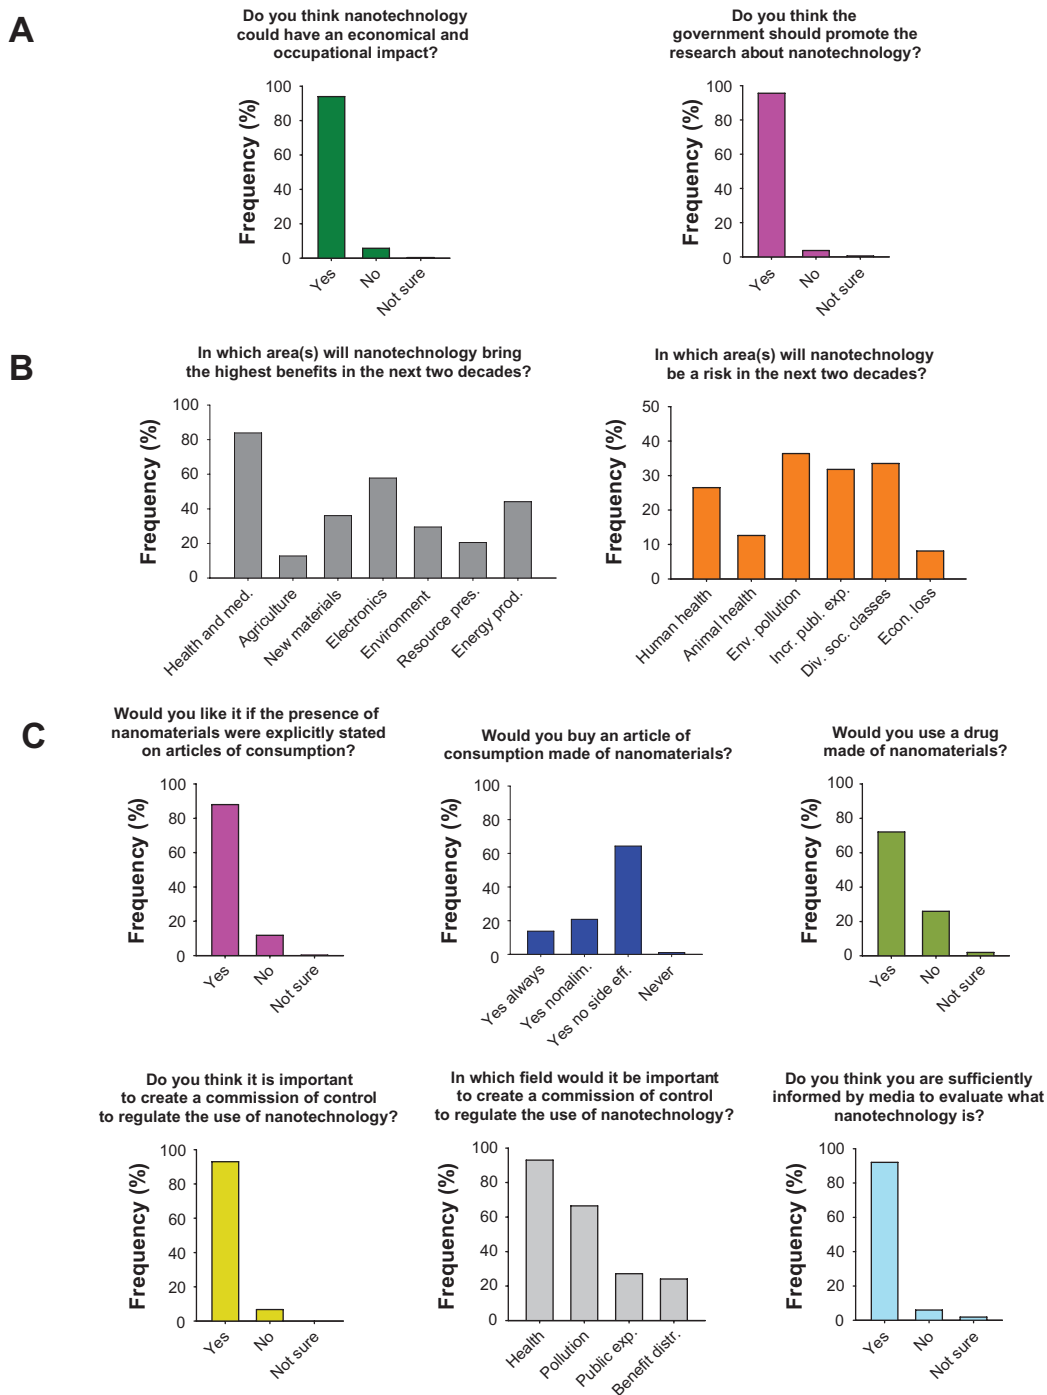 A
Do you think nanotechnology
could have an economical and
occupational impact?
Frequency (%)
100
80
60
40
20
0
Yes
No
Not sure
Do you think the
government should promote the
research about nanotechnology?
Frequency (%)
100
80
60
40
20
0
Yes
No
Not sure
B
In which area(s) will nanotechnology bring
the highest benefits in the next two decades?
Frequency (%)
100
80
60
40
20
0
Health and med.
Agriculture
New materials
Electronics
Environment
Resource pres.
Energy prod.
In which area(s) will nanotechnology
be a risk in the next two decades?
Frequency (%)
50
40
30
20
10
0
Human health
Animal health
Env. pollution
Incr. publ. exp.
Div. soc. classes
Econ. loss
C
Would you like it if the presence of
nanomaterials were explicitly stated
on articles of consumption?
Frequency (%)
100
80
60
40
20
0
Yes
No
Not sure
Would you buy an article of
consumption made of nanomaterials?
Frequency (%)
100
80
60
40
20
0
Yes always
Yes nonalim.
Yes no side eff.
Never
Would you use a drug
made of nanomaterials?
Frequency (%)
100
80
60
40
20
0
Yes
No
Not sure
Do you think it is important
to create a commission of control
to regulate the use of nanotechnology?
Frequency (%)
100
80
60
40
20
0
Yes
No
Not sure
In which field would it be important
to create a commission of control
to regulate the use of nanotechnology?
Frequency (%)
100
80
60
40
20
0
Health
Pollution
Public exp.
Benefit distr.
Do you think you are sufficiently
informed by media to evaluate what
nanotechnology is?
Frequency (%)
100
80
60
40
20
0
Yes
No
Not sure